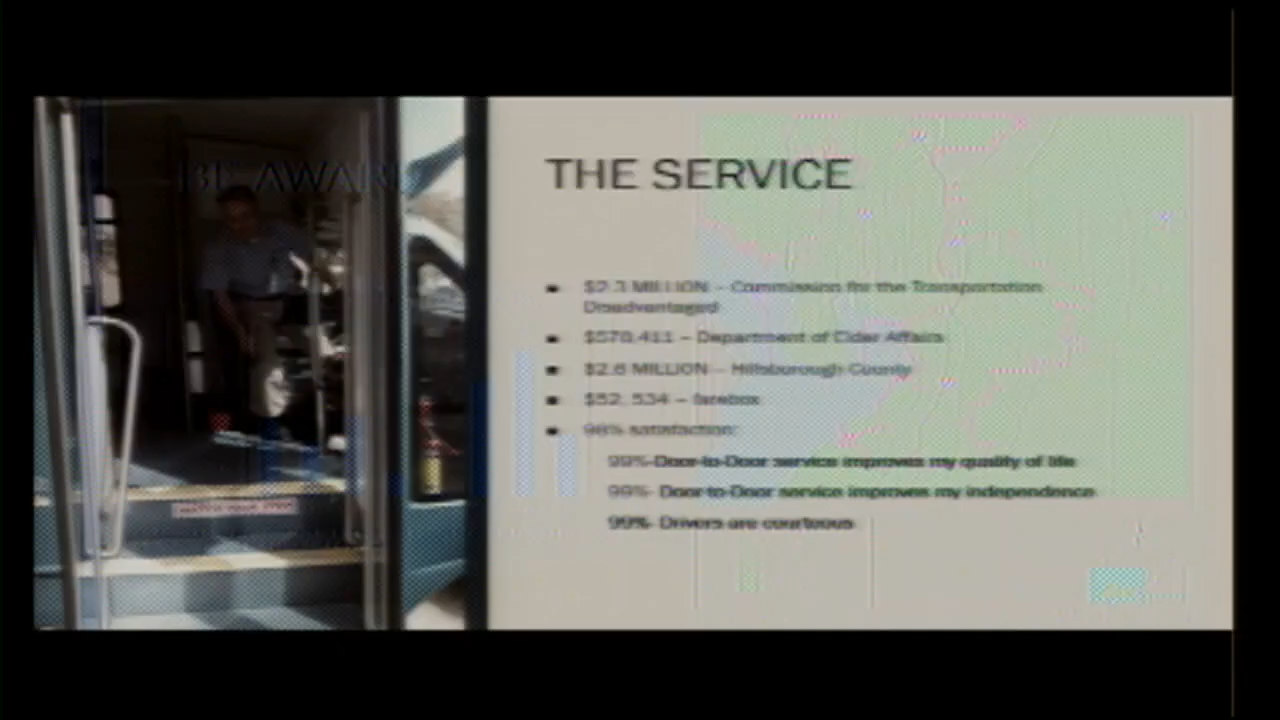 BE AWAR
THE SERVICE
$2.3 MILLION – Commission for the Transportation
Disadvantaged
– Department of Elder Affairs
$2.6 MILLION – Hillsborough County
$52, 534 – farebox
98% satisfaction:
99%-Door-to-Door service improves my quality of life
99%- Door-to-Door service improves my independence
99%- Drivers are courteous